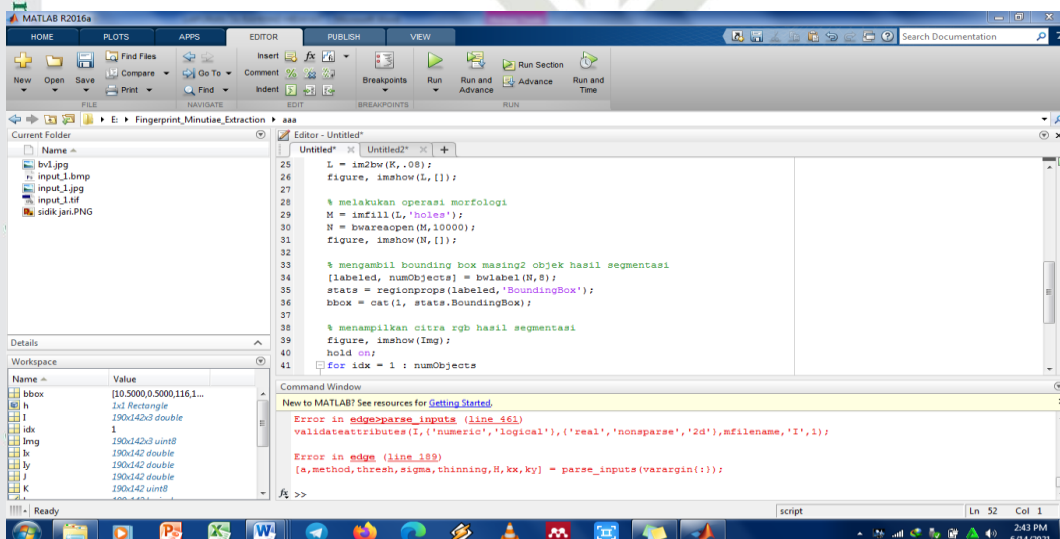 MATLAB R2016a
HOME PLOTS APPS EDITOR PUBLISH VIEW
Search Documentation
New Open Save
Find Files
Compare
Print
Go To
Find
Insert
Comment
Indent
Breakpoints
Run
Run and Advance
Run Section
Advance
Run and Time
FILE NAVIGATE EDIT BREAKPOINTS RUN
E: Fingerprint_Minutiae_Extraction aaa
Current Folder
Name
bv1.jpg
input_1.bmp
input_1.jpg
input_1.tif
sidik jari.PNG
Details
Workspace
Name Value
bbox [10.5000,0.5000,116,1...
h 1x1 Rectangle
I 190x142x3 double
idx 1
Img 190x142x3 uint8
Ix 190x142 double
Iy 190x142 double
J 190x142 double
K 190x142 uint8
Editor - Untitled*
Untitled* Untitled2*
25 L = im2bw(K,.08);
26 figure, imshow(L,[]);
27
28 % melakukan operasi morfologi
29 M = imfill(L,'holes');
30 N = bwareaopen(M,10000);
31 figure, imshow(N,[]);
32
33 % mengambil bounding box masing2 objek hasil segmentasi
34 [labeled, numObjects] = bwlabel(N,8);
35 stats = regionprops(labeled,'BoundingBox');
36 bbox = cat(1, stats.BoundingBox);
37
38 % menampilkan citra rgb hasil segmentasi
39 figure, imshow(Img);
40 hold on;
41 for idx = 1 : numObjects
Command Window
New to MATLAB? See resources for Getting Started.
Error in edge>parse_inputs (line 461)
validateattributes(I,{'numeric','logical'},{'real','nonsparse','2d'},mfilename,'I',1);
Error in edge (line 189)
[a,method,thresh,sigma,thinning,H,kx,ky] = parse_inputs(varargin{:});
fx >>
Ready
script
Ln 52 Col 1
2:43 PM